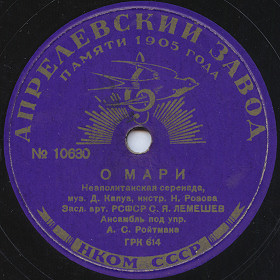 АПРЕЛЕВСКИЙ ЗАВОД
ПАМЯТИ 1905 ГОДА
№ 10630
О МАРИ
Неаполитанская серенада,
муз. Д. Капуа, инстр. Н. Розова
Засл. арт. РСФСР С. Я. ЛЕМЕШЕВ
Ансамбль под упр.
А. С. Ройтмана
ГРК 614
НКОМ СССР